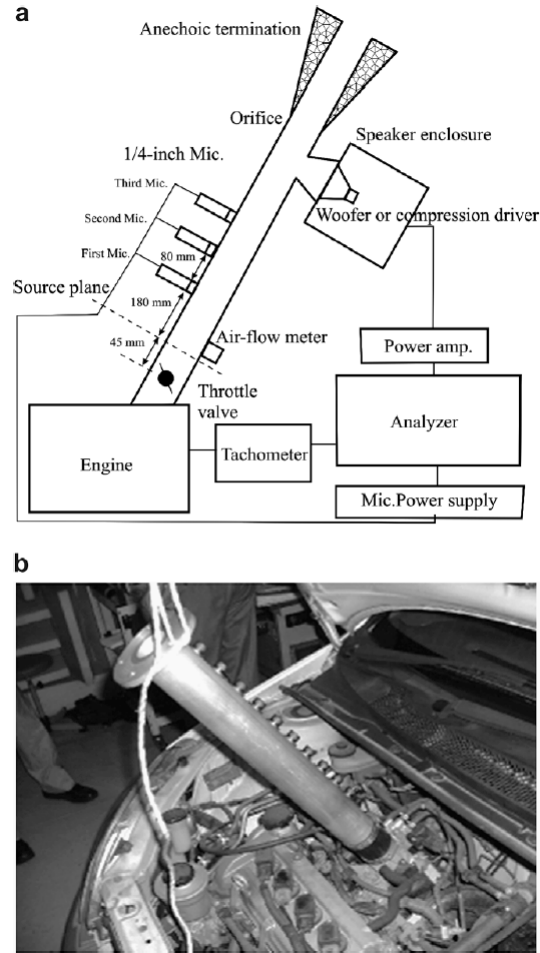 a
Anechoic termination
Orifice
Speaker enclosure
1/4-inch Mic.
Third Mic.
Woofer or compression driver
Second Mic.
First Mic.
80 mm
Source plane
180 mm
Air-flow meter
45 mm
Power amp.
Throttle
valve
Analyzer
Engine
Tachometer
Mic.Power supply
b